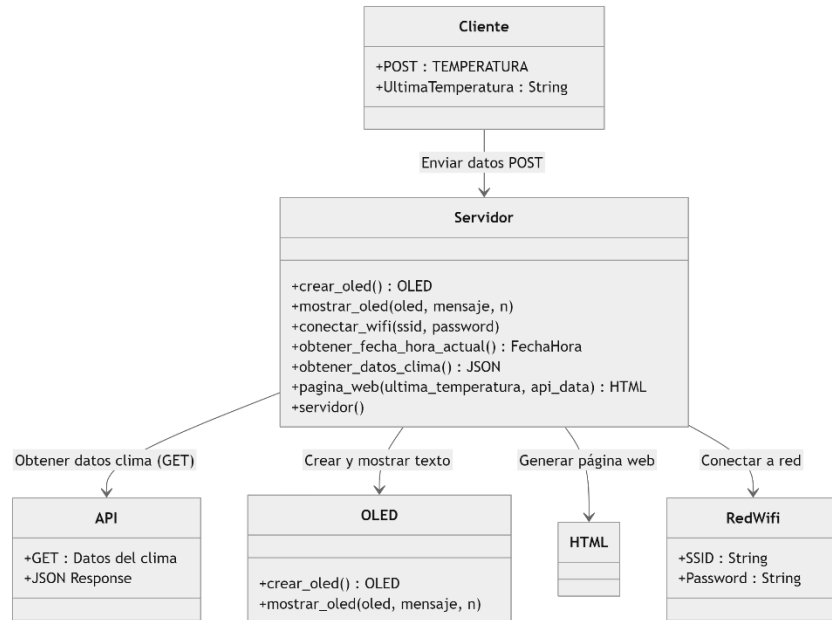 Cliente
+POST : TEMPERATURA
+UltimaTemperatura : String
Enviar datos POST
Servidor
+crear_oled() : OLED
+mostrar_oled(oled, mensaje, n)
+conectar_wifi(ssid, password)
+obtener_fecha_hora_actual() : FechaHora
+obtener_datos_clima() : JSON
+pagina_web(ultima_temperatura, api_data) : HTML
+servidor()
Obtener datos clima (GET)
Crear y mostrar texto
Generar página web
Conectar a red
API
+GET : Datos del clima
+JSON Response
OLED
+crear_oled() : OLED
+mostrar_oled(oled, mensaje, n)
HTML
RedWifi
+SSID : String
+Password : String